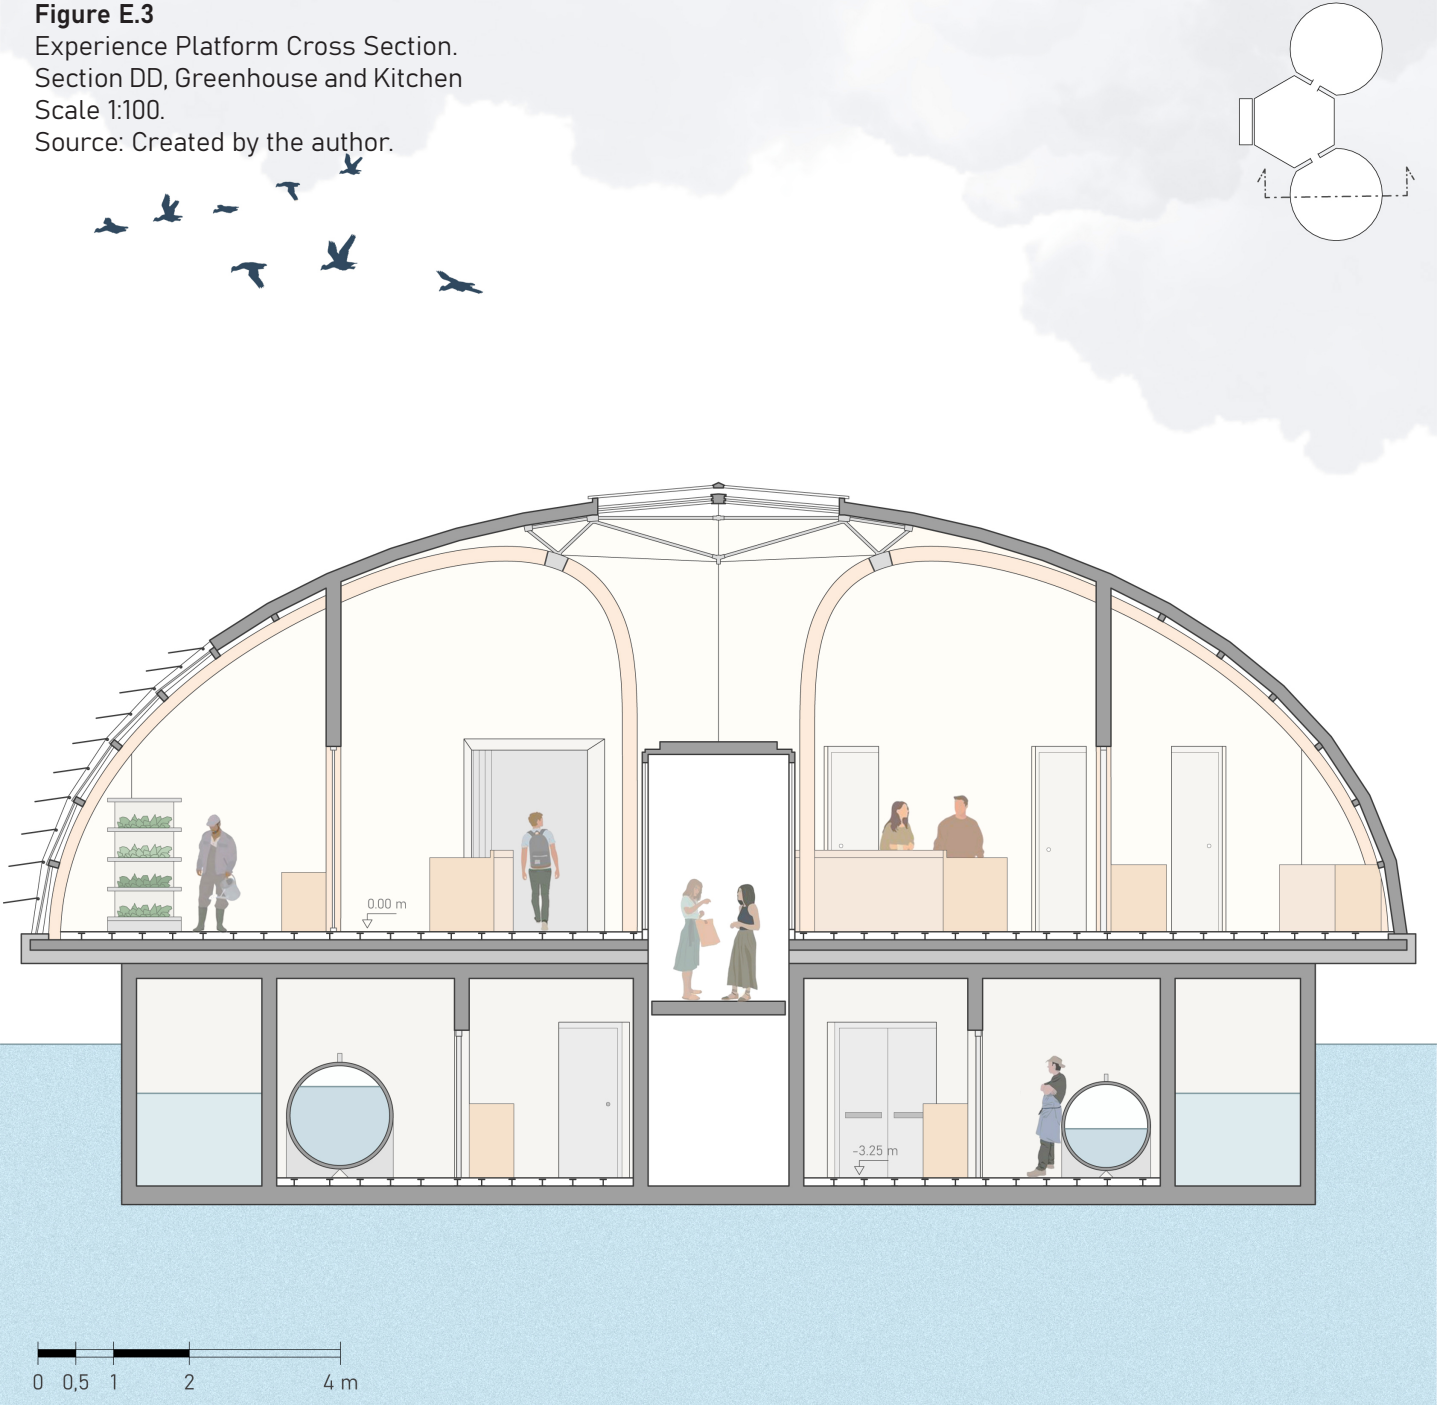 Figure E.3
Experience Platform Cross Section.
Section DD, Greenhouse and Kitchen
Scale 1:100.
Source: Created by the author.
0.00 m
-3.25 m
0 0,5 1 2 4 m